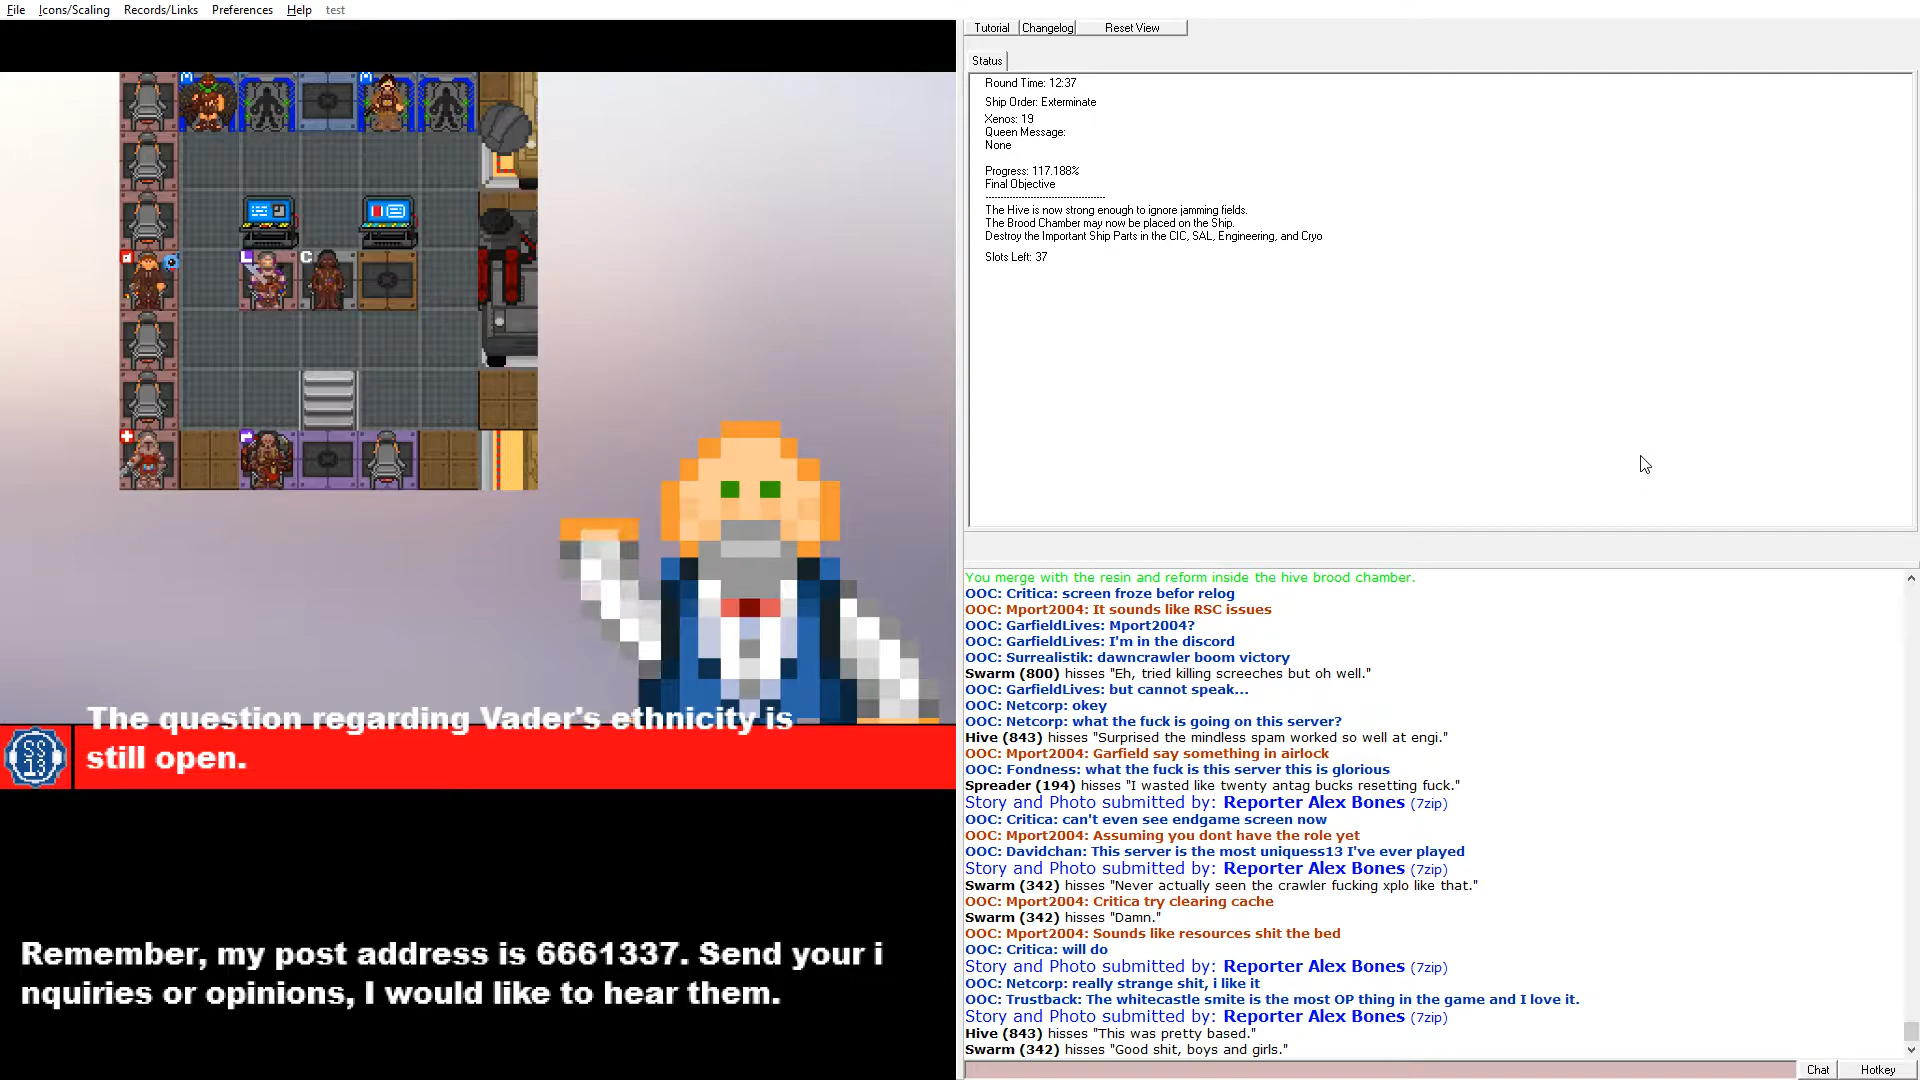 File Icons/Scaling Records/Links Preferences Help test
Tutorial Changelog Reset View
Status
Round Time: 12:37
Ship Order: Exterminate
Xenos: 19
Queen Message:
None
Progress: 117.188%
Final Objective
----------------------------------------
The Hive is now strong enough to ignore jamming fields.
The Brood Chamber may now be placed on the Ship.
Destroy the Important Ship Parts in the CIC, SAL, Engineering, and Cryo
Slots Left: 37
M M
L C
The question regarding Vader's ethnicity is
still open.
SS
13
Remember, my post address is 6661337. Send your i
nquiries or opinions, I would like to hear them.
You merge with the resin and reform inside the hive brood chamber.
OOC: Critica: screen froze befor relog
OOC: Mport2004: It sounds like RSC issues
OOC: GarfieldLives: Mport2004?
OOC: GarfieldLives: I'm in the discord
OOC: Surrealistik: dawncrawler boom victory
Swarm (800) hisses "Eh, tried killing screeches but oh well."
OOC: GarfieldLives: but cannot speak...
OOC: Netcorp: okey
OOC: Netcorp: what the fuck is going on this server?
Hive (843) hisses "Surprised the mindless spam worked so well at engi."
OOC: Mport2004: Garfield say something in airlock
OOC: Fondness: what the fuck is this server this is glorious
Spreader (194) hisses "I wasted like twenty antag bucks resetting fuck."
Story and Photo submitted by: Reporter Alex Bones (7zip)
OOC: Critica: can't even see endgame screen now
OOC: Mport2004: Assuming you dont have the role yet
OOC: Davidchan: This server is the most uniquess13 I've ever played
Story and Photo submitted by: Reporter Alex Bones (7zip)
Swarm (342) hisses "Never actually seen the crawler fucking xplo like that."
OOC: Mport2004: Critica try clearing cache
Swarm (342) hisses "Damn."
OOC: Mport2004: Sounds like resources shit the bed
OOC: Critica: will do
Story and Photo submitted by: Reporter Alex Bones (7zip)
OOC: Netcorp: really strange shit, i like it
OOC: Trustback: The whitecastle smite is the most OP thing in the game and I love it.
Story and Photo submitted by: Reporter Alex Bones (7zip)
Hive (843) hisses "This was pretty based."
Swarm (342) hisses "Good shit, boys and girls."
Chat Hotkey